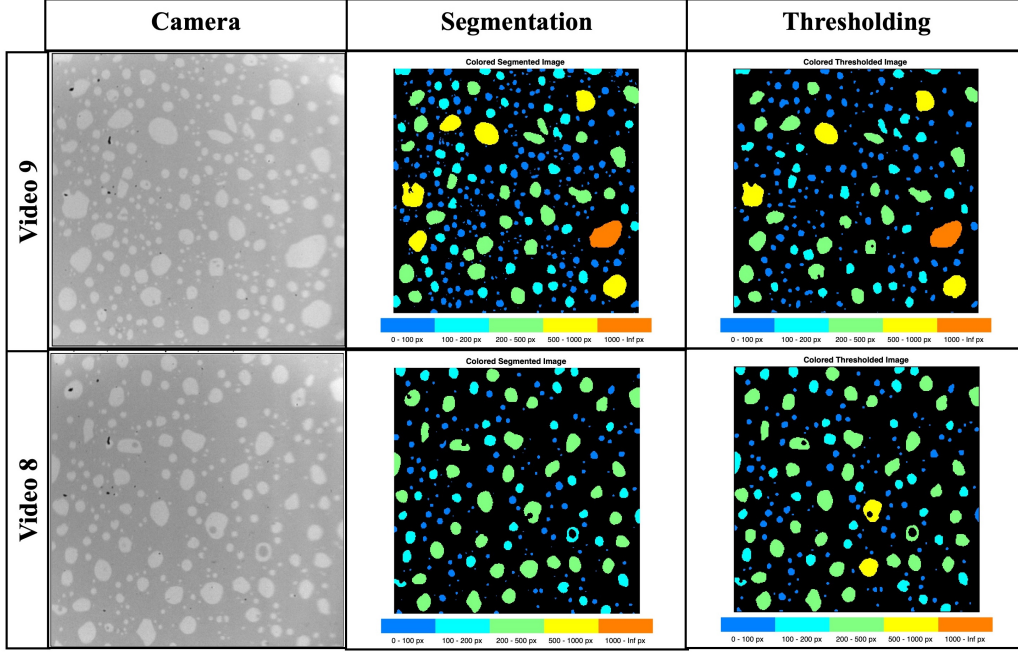 Camera Segmentation Thresholding
Video 9
Colored Segmented Image
Colored Thresholded Image
0 - 100 px 100 - 200 px 200 - 500 px 500 - 1000 px 1000 - Inf px
0 - 100 px 100 - 200 px 200 - 500 px 500 - 1000 px 1000 - Inf px
Video 8
Colored Segmented Image
Colored Thresholded Image
0 - 100 px 100 - 200 px 200 - 500 px 500 - 1000 px 1000 - Inf px
0 - 100 px 100 - 200 px 200 - 500 px 500 - 1000 px 1000 - Inf px